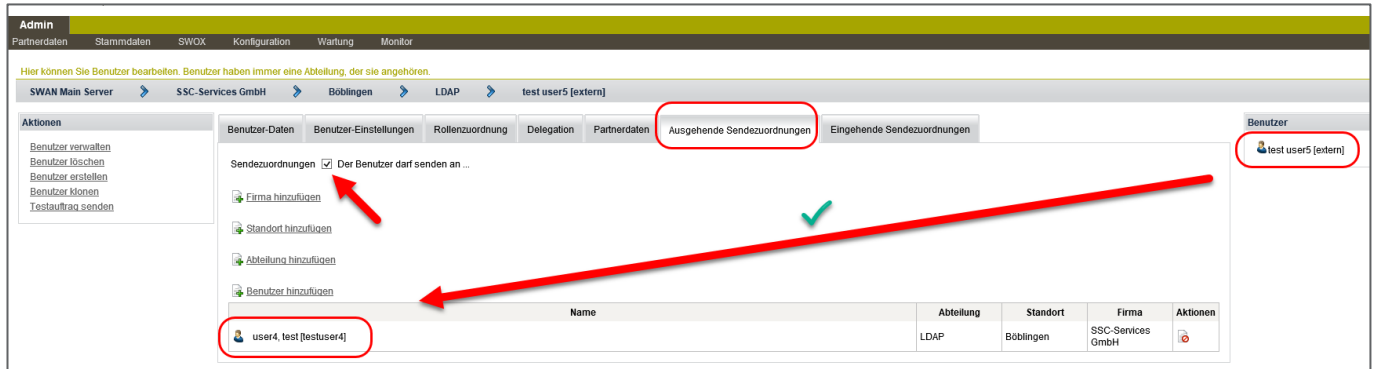 Admin
Partnerdaten Stammdaten SWOX Konfiguration Wartung Monitor
Hier können Sie Benutzer bearbeiten. Benutzer haben immer eine Abteilung, der sie angehören.
SWAN Main Server SSC-Services GmbH Böblingen LDAP test user5 [extern]
Aktionen
Benutzer verwalten
Benutzer löschen
Benutzer erstellen
Benutzer klonen
Testauftrag senden
Benutzer-Daten Benutzer-Einstellungen Rollenzuordnung Delegation Partnerdaten Ausgehende Sendezuordnungen Eingehende Sendezuordnungen
Sendezuordnungen Der Benutzer darf senden an ...
Firma hinzufügen
Standort hinzufügen
Abteilung hinzufügen
Benutzer hinzufügen
Name Abteilung Standort Firma Aktionen
user4, test [testuser4] LDAP Böblingen SSC-Services
GmbH
Benutzer
test user5 [extern]